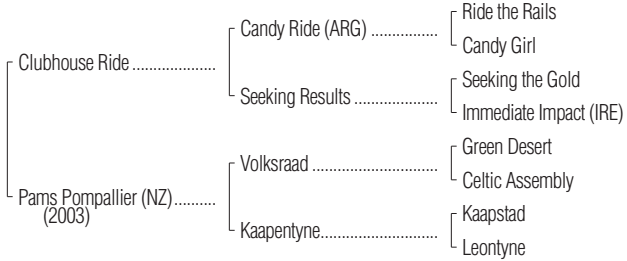 Ride the Rails
Candy Ride (ARG) ................
Candy Girl
Clubhouse Ride ....................
Seeking the Gold
Seeking Results ....................
Immediate Impact (IRE)
Green Desert
Volksraad ..............................
Celtic Assembly
Pams Pompallier (NZ)..........
(2003)
Kaapstad
Kaapentyne............................
Leontyne